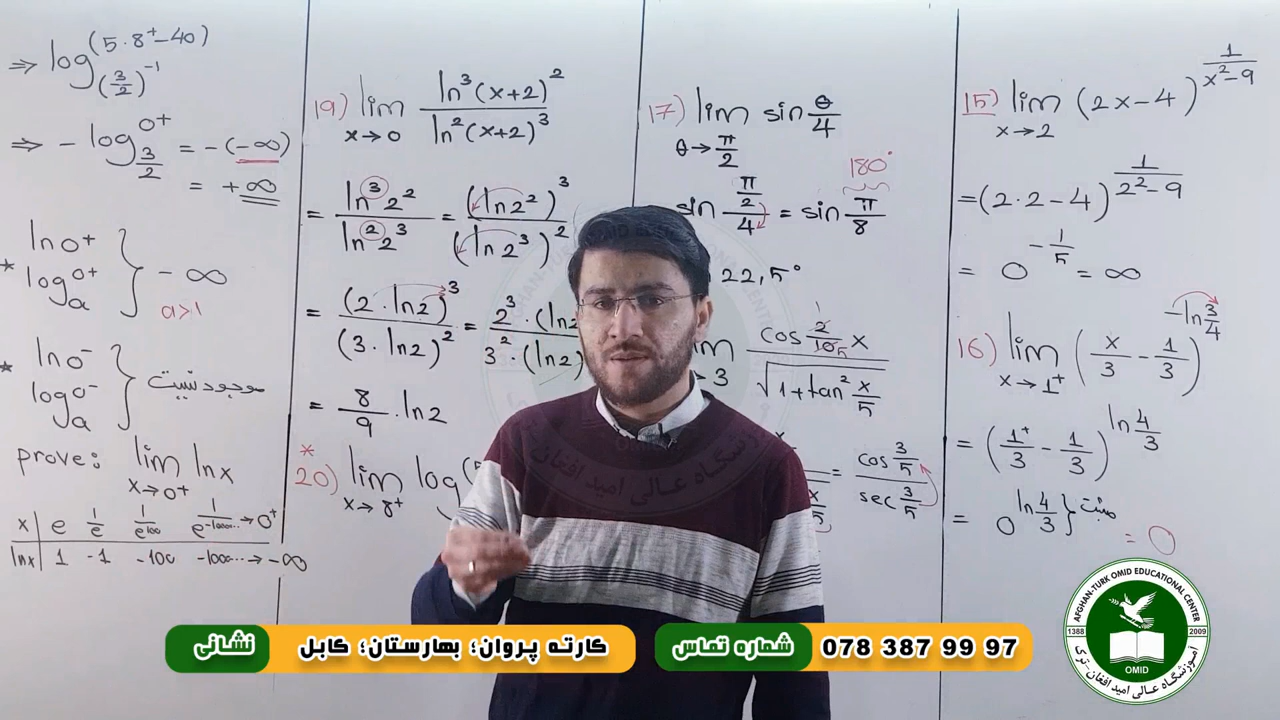 ⇒ log_{(3/2)^{-1}}^{(5·8⁺-40)}
⇒ - log_{3/2}^{0⁺} = -(-∞)
= +∞
* ln0⁺
log_a^{0⁺} } -∞
a>1
* ln0⁻
log_a^{0⁻} } موجود نیست
prove: lim_{x→0⁺} lnx
x | e 1/e 1/e^{100} 1/e^{-1000...} → 0⁺
lnx | 1 -1 -100 -1000... → -∞
19) lim_{x→0} ln³(x+2)²/ln²(x+2)³
= ln³2²/ln²2³ = (ln2²)³/(ln2³)²
= (2·ln2)³/(3·ln2)² = 2³·(ln2/3²·(ln2)
= 8/9 · ln2
*
20) lim_{x→8⁺} log(
17) lim_{θ→π/2} sin θ/4
180°
sin (π/2)/4 = sin π/8
22,5°
cos 2/10 x / √(1+tan² x/5)
1
5
→3
= cos 3/5 / sec 3/5
15) lim_{x→2} (2x-4)^{1/(x²-9)}
= (2·2-4)^{1/(2²-9)}
= 0^{-1/5} = ∞
16) lim_{x→1⁺} (x/3 - 1/3)^{-ln 3/4}
= (1⁺/3 - 1/3)^{ln 4/3}
= 0^{ln 4/3} } مثبت = 0
نشانی
کارته پروان؛ بهارستان؛ کابل
شماره تماس
078 387 99 97
AFGHAN-TURK OMID EDUCATIONAL CENTER
1388
2009
OMID
آموزشگاه عالی امید افغان-ترک